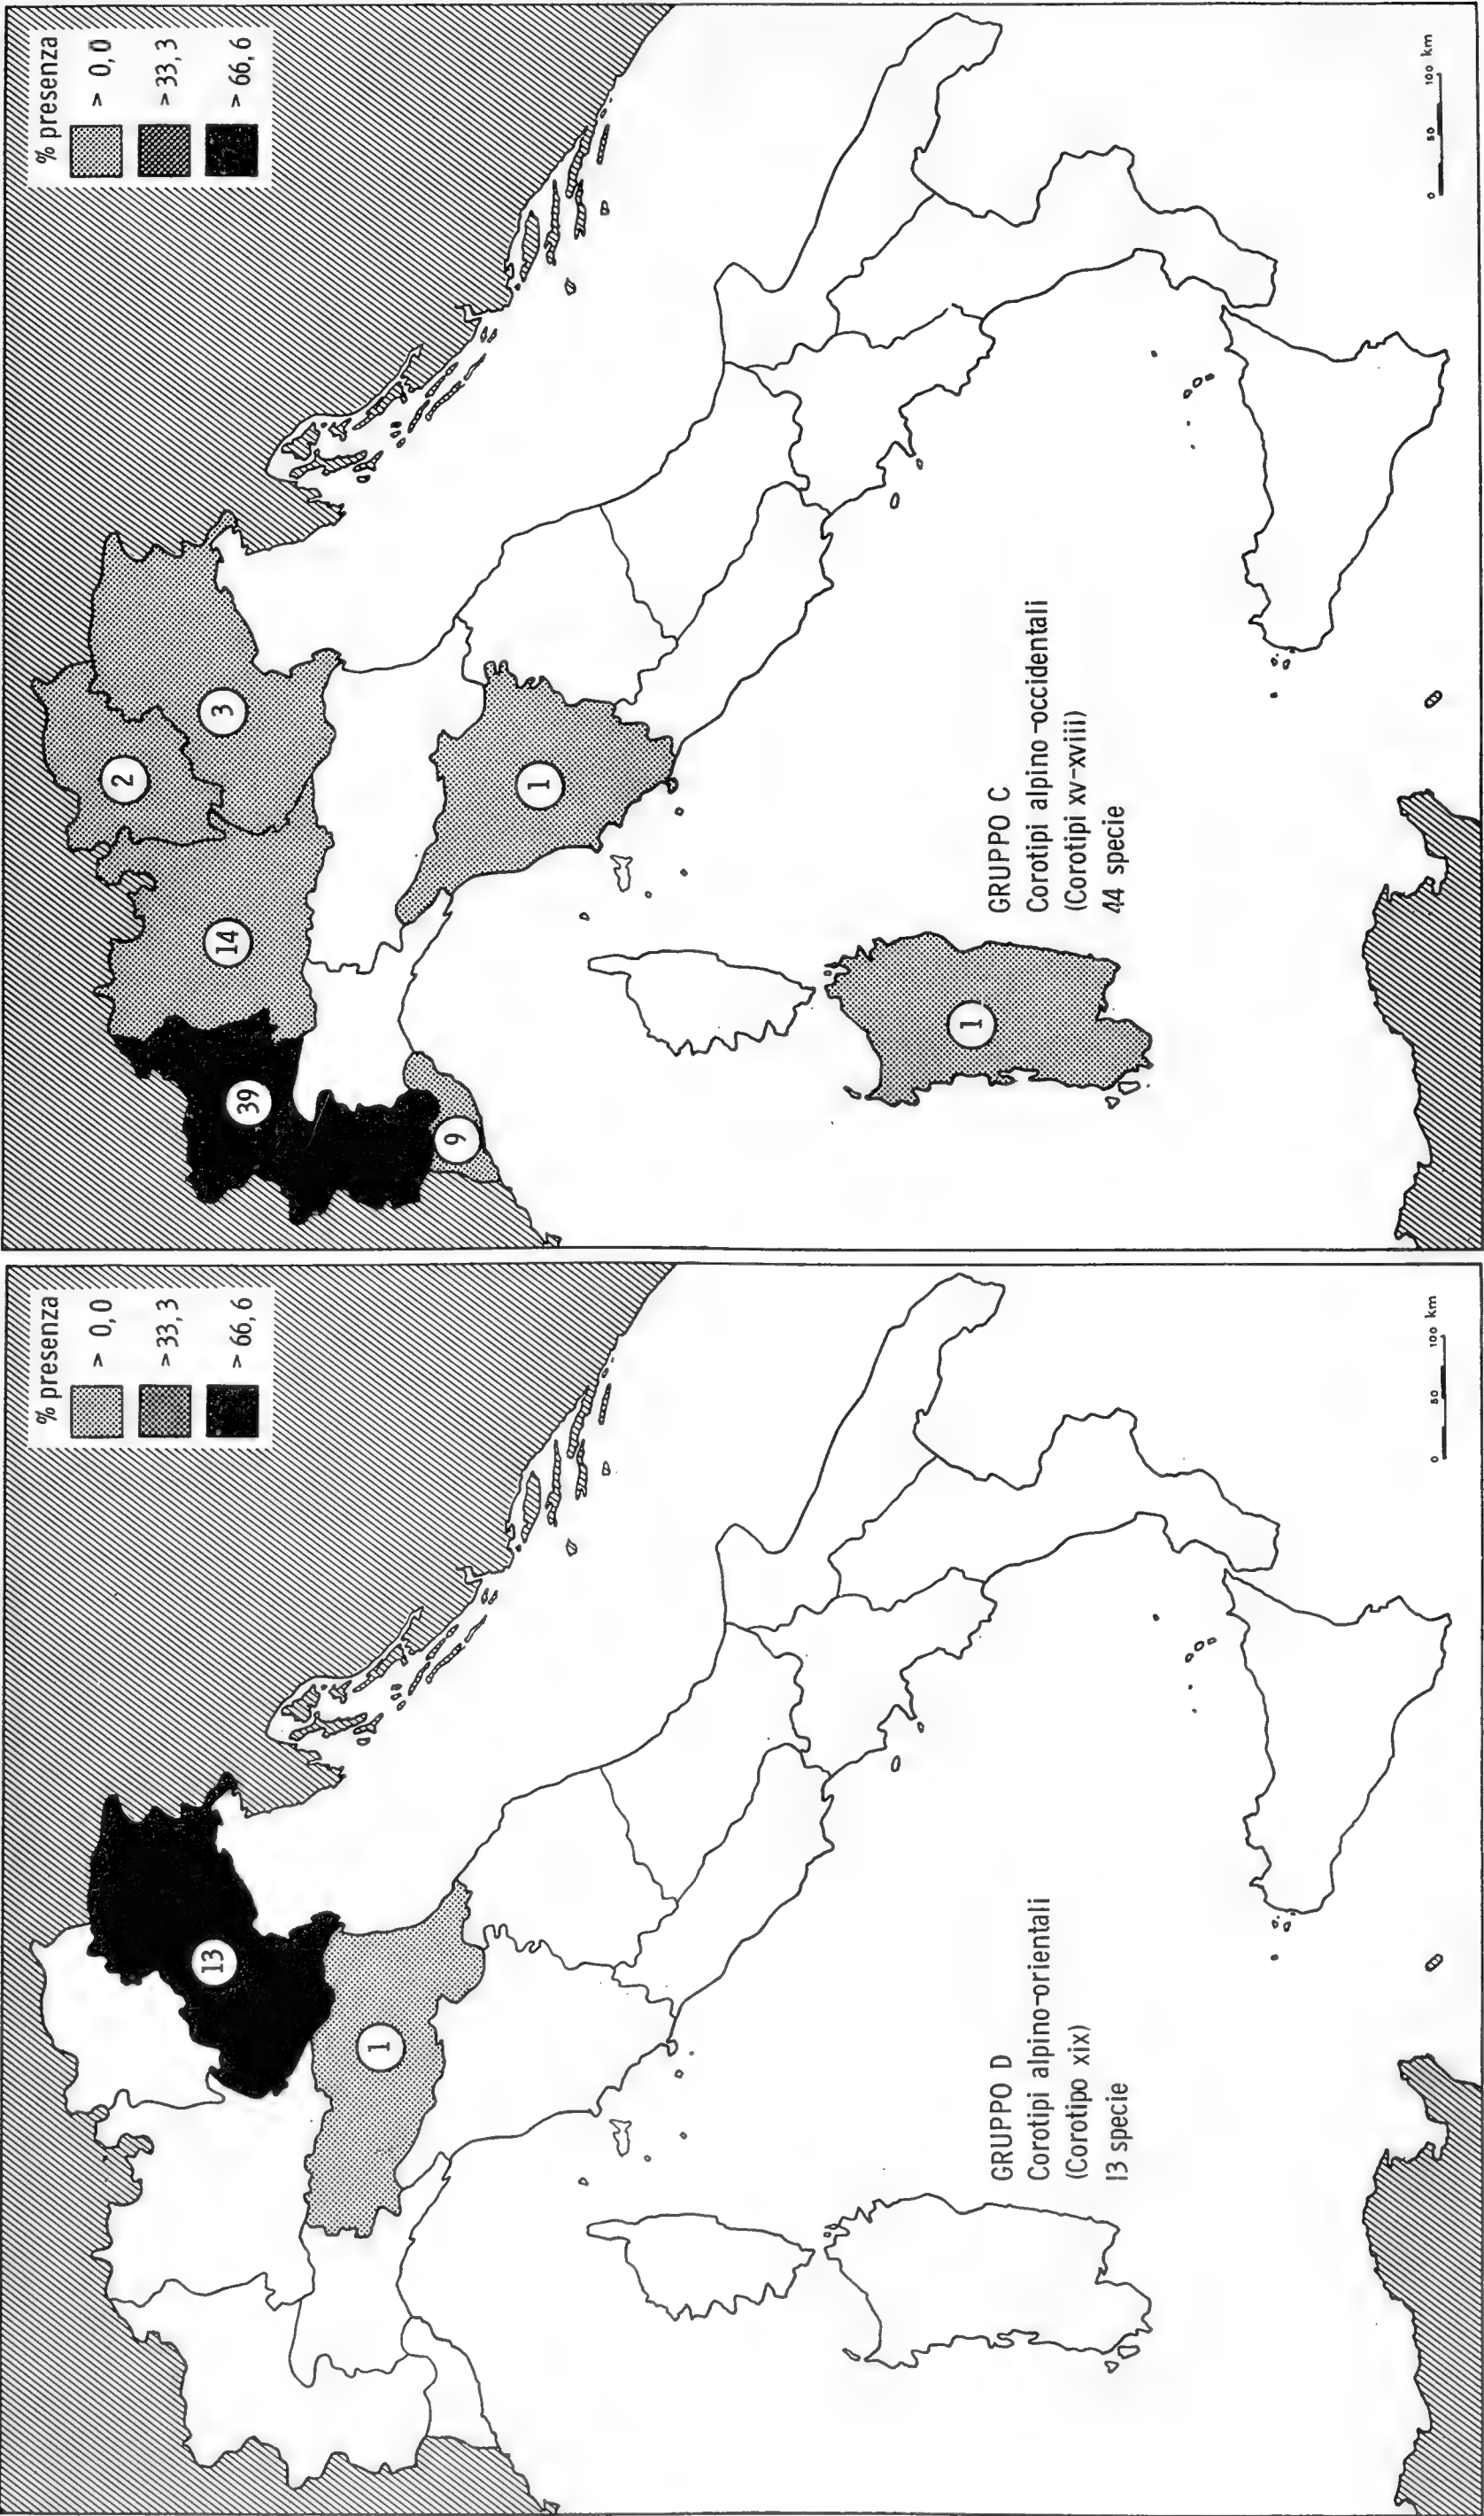 % presenza
> 0,0
> 33,3
> 66,6
13
1
GRUPPO D
Corotipi alpino-orientali
(Corotipo xix)
13 specie
0 50 100 km
% presenza
> 0,0
> 33,3
> 66,6
2
3
14
39
9
1
1
GRUPPO C
Corotipi alpino-occidentali
(Corotipi xv-xviii)
44 specie
0 50 100 km